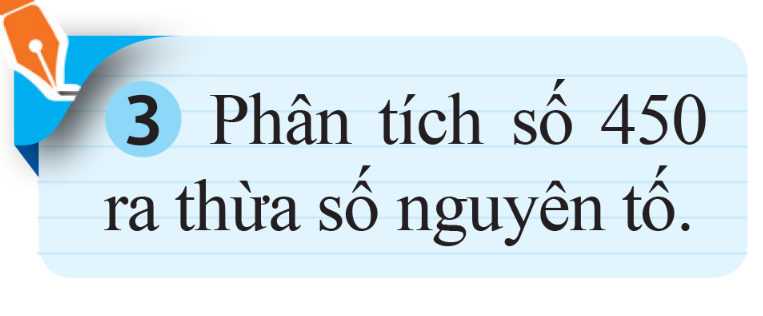 3 Phân tích số 450
ra thừa số nguyên tố.